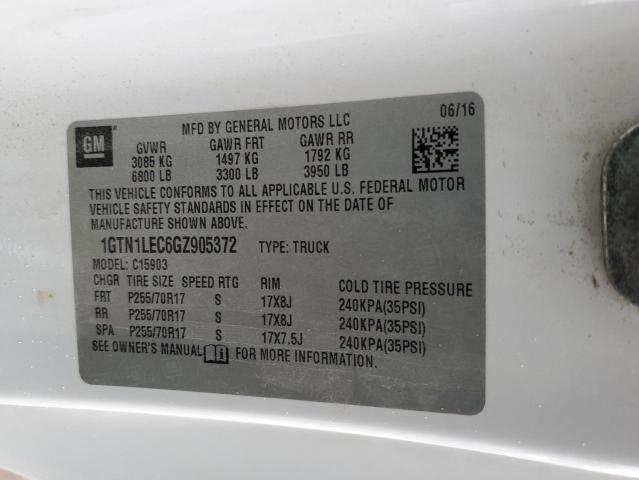 GM
MFD BY GENERAL MOTORS LLC 06/16
GVWR GAWR FRT GAWR RR
3085 KG 1497 KG 1792 KG
6800 LB 3300 LB 3950 LB
THIS VEHICLE CONFORMS TO ALL APPLICABLE U.S. FEDERAL MOTOR
VEHICLE SAFETY STANDARDS IN EFFECT ON THE DATE OF
MANUFACTURE SHOWN ABOVE.
1GTN1LEC6GZ905372 TYPE: TRUCK
MODEL: C15903
CHGR TIRE SIZE SPEED RTG RIM COLD TIRE PRESSURE
FRT P255/70R17 S 17X8J 240KPA(35PSI)
RR P255/70R17 S 17X8J 240KPA(35PSI)
SPA P255/70R17 S 17X7.5J 240KPA(35PSI)
SEE OWNER'S MANUAL FOR MORE INFORMATION.